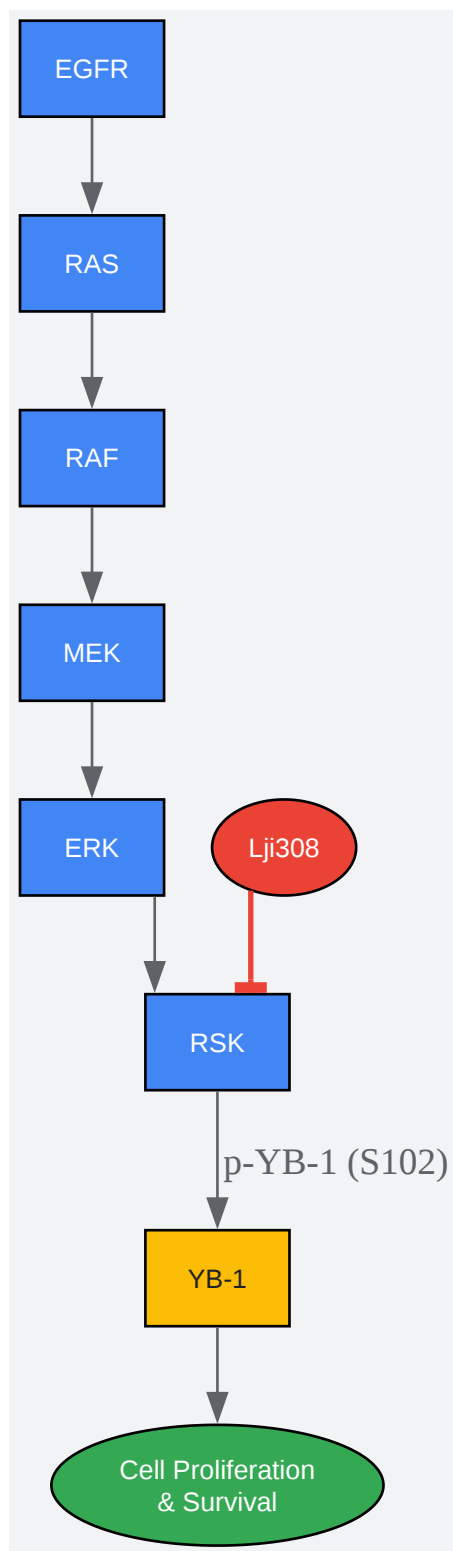 EGFR
RAS
RAF
MEK
ERK
Lji308
RSK
p-YB-1 (S102)
YB-1
Cell Proliferation
& Survival